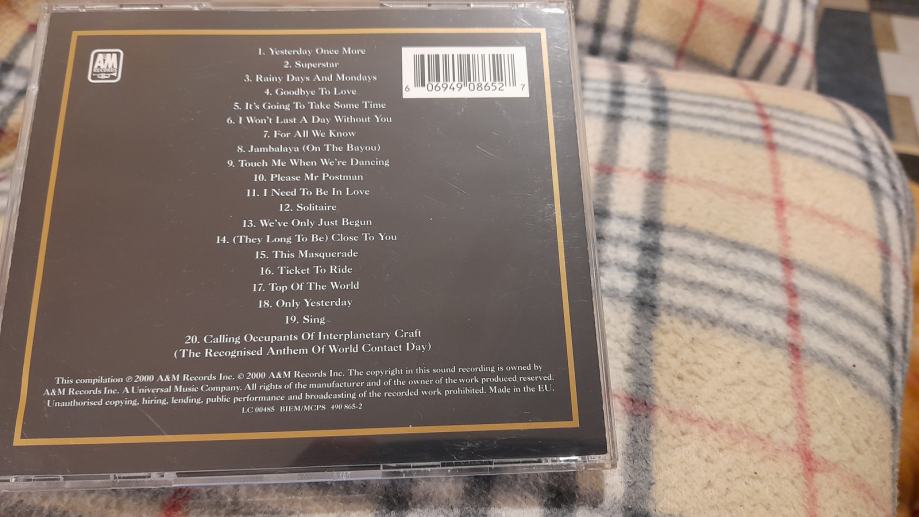 A&M
RECORDS
1. Yesterday Once More
2. Superstar
3. Rainy Days And Mondays
4. Goodbye To Love
5. It's Going To Take Some Time
6. I Won't Last A Day Without You
7. For All We Know
8. Jambalaya (On The Bayou)
9. Touch Me When We're Dancing
10. Please Mr Postman
11. I Need To Be In Love
12. Solitaire
13. We've Only Just Begun
14. (They Long To Be) Close To You
15. This Masquerade
16. Ticket To Ride
17. Top Of The World
18. Only Yesterday
19. Sing
20. Calling Occupants Of Interplanetary Craft
(The Recognised Anthem Of World Contact Day)
6 06949 08652 7
This compilation ℗ 2000 A&M Records Inc. © 2000 A&M Records Inc. The copyright in this sound recording is owned by
A&M Records Inc. A Universal Music Company. All rights of the manufacturer and of the owner of the work produced reserved.
Unauthorised copying, hiring, lending, public performance and broadcasting of the recorded work prohibited. Made in the EU.
LC 00485 BIEM/MCPS 490 865-2